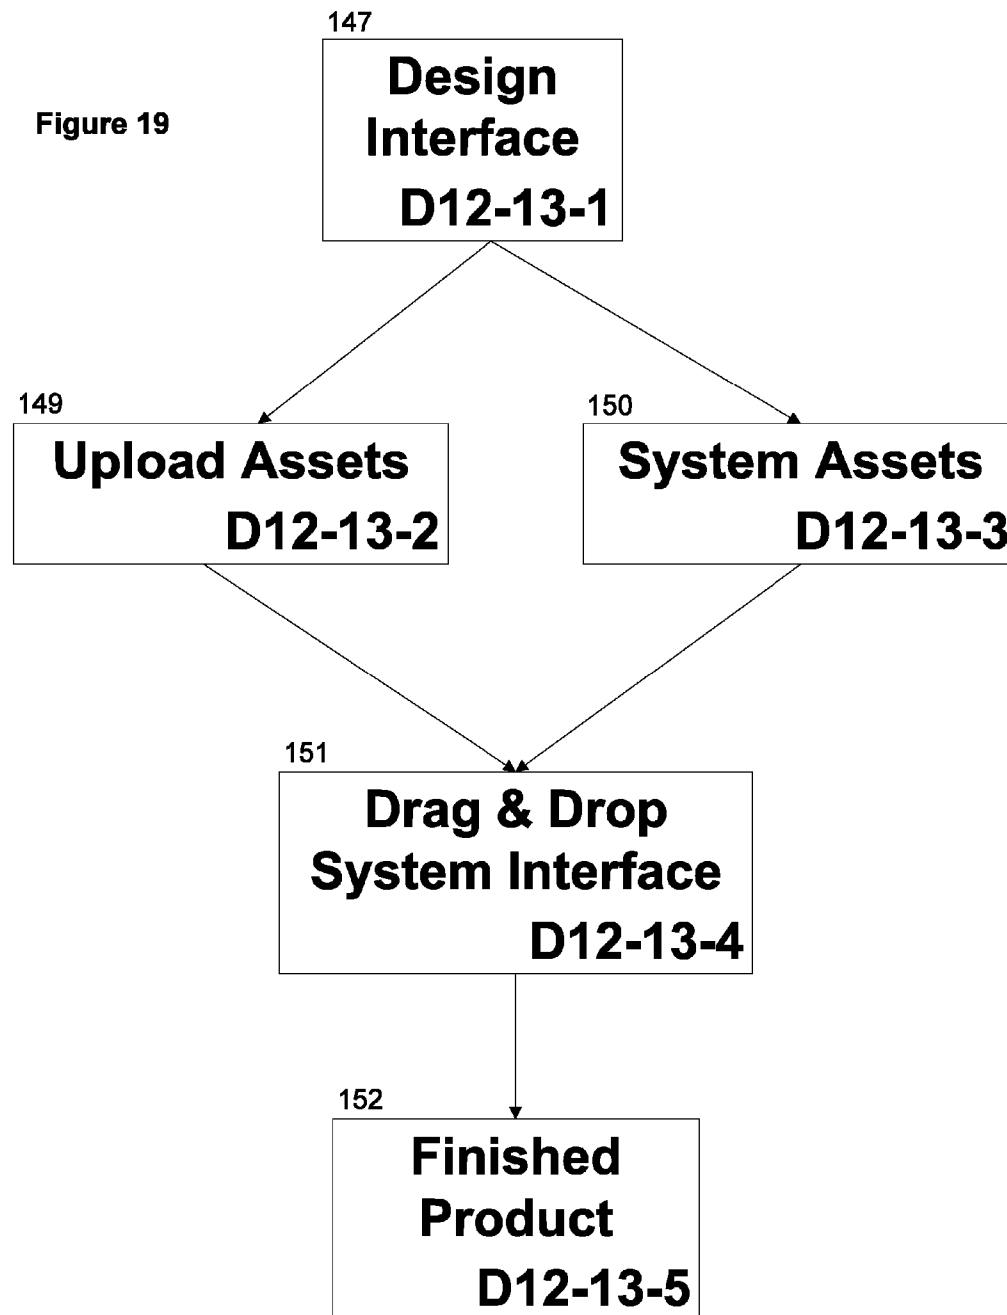 147
Design
Interface
D12-13-1
Figure 19
149
Upload Assets
D12-13-2
150
System Assets
D12-13-3
151
Drag & Drop
System Interface
D12-13-4
152
Finished
Product
D12-13-5